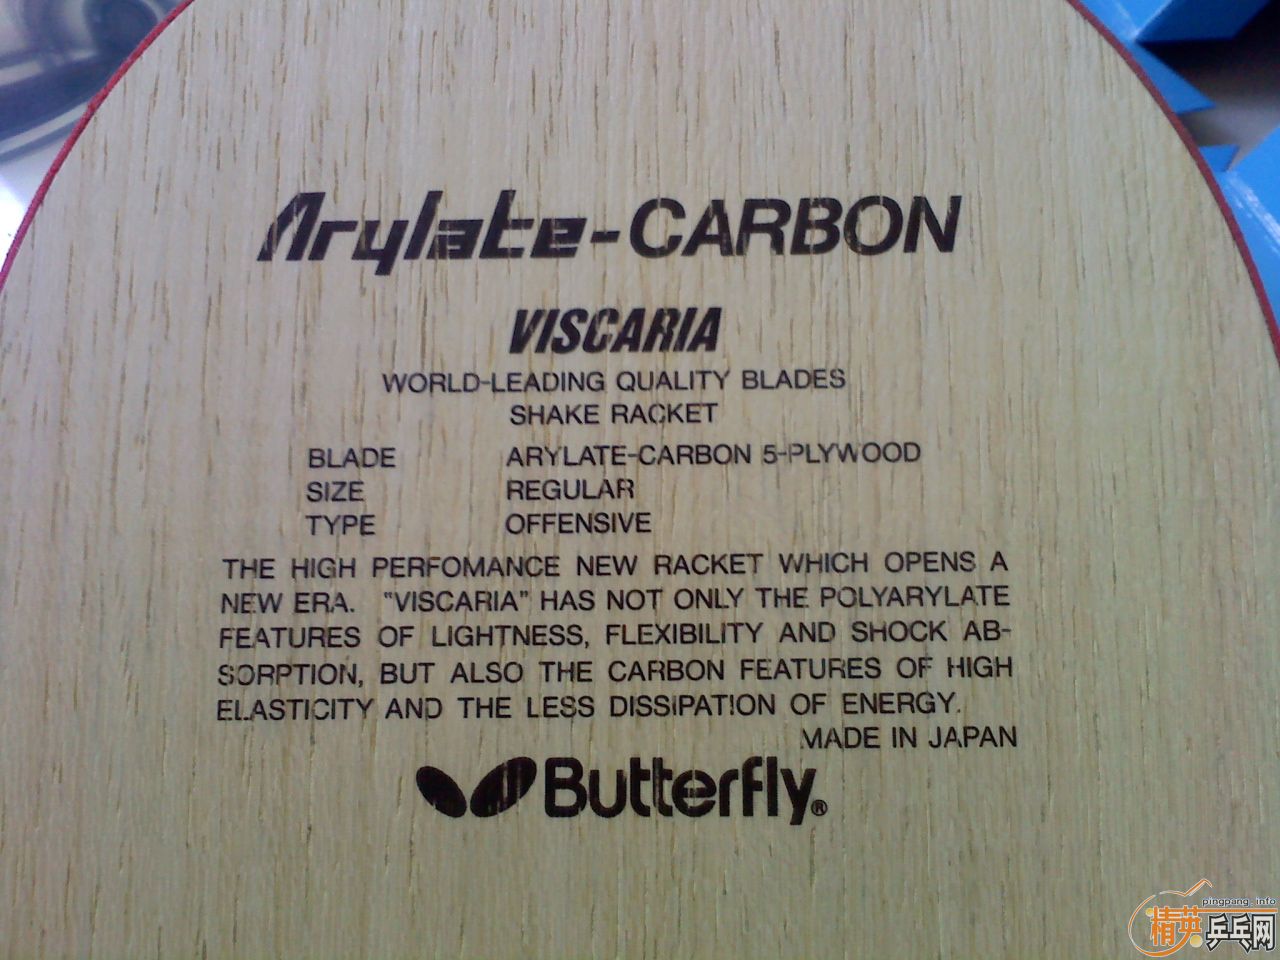 Arylate-CARBON
VISCARIA
WORLD-LEADING QUALITY BLADES
SHAKE RACKET
BLADE ARYLATE-CARBON 5-PLYWOOD
SIZE REGULAR
TYPE OFFENSIVE
THE HIGH PERFOMANCE NEW RACKET WHICH OPENS A
NEW ERA. "VISCARIA" HAS NOT ONLY THE POLYARYLATE
FEATURES OF LIGHTNESS, FLEXIBILITY AND SHOCK AB-
SORPTION, BUT ALSO THE CARBON FEATURES OF HIGH
ELASTICITY AND THE LESS DISSIPATION OF ENERGY.
MADE IN JAPAN
Butterfly®
pingpang.info
精英乒乓网